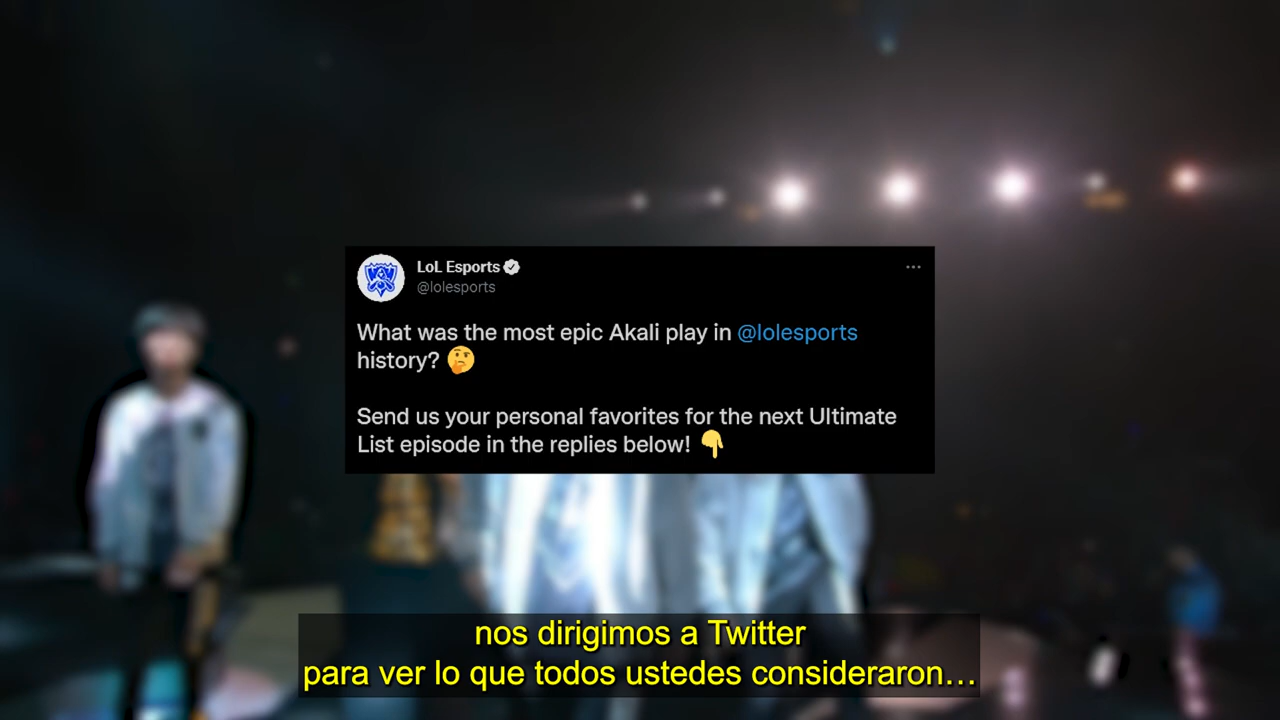 LoL Esports
@lolesports
What was the most epic Akali play in @lolesports
history? 🤔
Send us your personal favorites for the next Ultimate
List episode in the replies below! 👇
nos dirigimos a Twitter
para ver lo que todos ustedes consideraron...